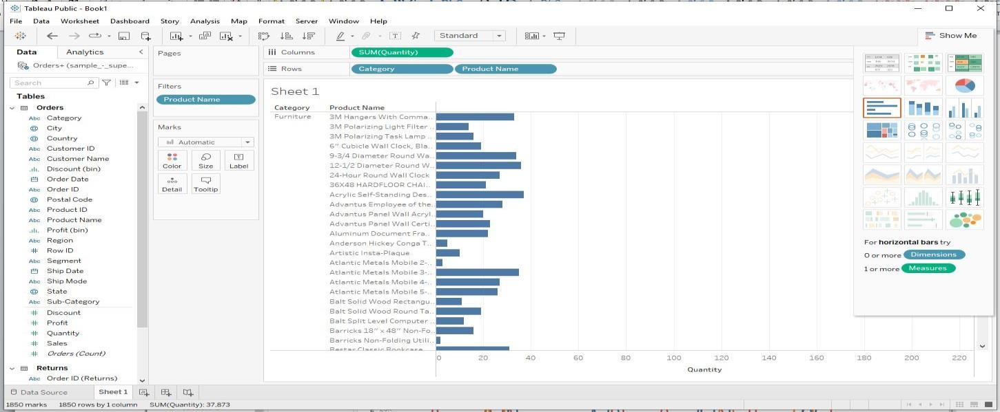 Tableau Public - Book1
File Data Worksheet Dashboard Story Analysis Map Format Server Window Help
Standard
Show Me
Data Analytics
Orders+ (sample_-_supe...
Search
Tables
Orders
Abc Category
City
Country
Abc Customer ID
Abc Customer Name
Discount (bin)
Order Date
Abc Order ID
Postal Code
Abc Product ID
Abc Product Name
Profit (bin)
Abc Region
# Row ID
Abc Segment
Ship Date
Abc Ship Mode
State
Abc Sub-Category
# Discount
# Profit
# Quantity
# Sales
# Orders (Count)
Returns
Abc Order ID (Returns)
Pages
Filters
Product Name
Marks
Automatic
Color Size Label
Detail Tooltip
Columns SUM(Quantity)
Rows Category Product Name
Sheet 1
Category Product Name
Furniture 3M Hangers With Comma..
3M Polarizing Light Filter ..
3M Polarizing Task Lamp ..
6" Cubicle Wall Clock, Bla..
9-3/4 Diameter Round Wa..
12-1/2 Diameter Round W..
24-Hour Round Wall Clock
36X48 HARDFLOOR CHAI..
Acrylic Self-Standing Des..
Advantus Employee of the..
Advantus Panel Wall Acryl..
Advantus Panel Wall Certi..
Aluminum Document Fra..
Anderson Hickey Conga T..
Artistic Insta-Plaque
Atlantic Metals Mobile 2-..
Atlantic Metals Mobile 3-..
Atlantic Metals Mobile 4-..
Atlantic Metals Mobile 5-..
Balt Solid Wood Rectangu..
Balt Solid Wood Round Ta..
Balt Split Level Computer ..
Barricks 18" x 48" Non-Fo..
Barricks Non-Folding Utili..
Bestar Classic Bookcase
0 20 40 60 80 100 120 140 160 180 200 220
Quantity
For horizontal bars try
0 or more Dimensions
1 or more Measures
Data Source Sheet 1
1850 marks 1850 rows by 1 column SUM(Quantity): 37,873